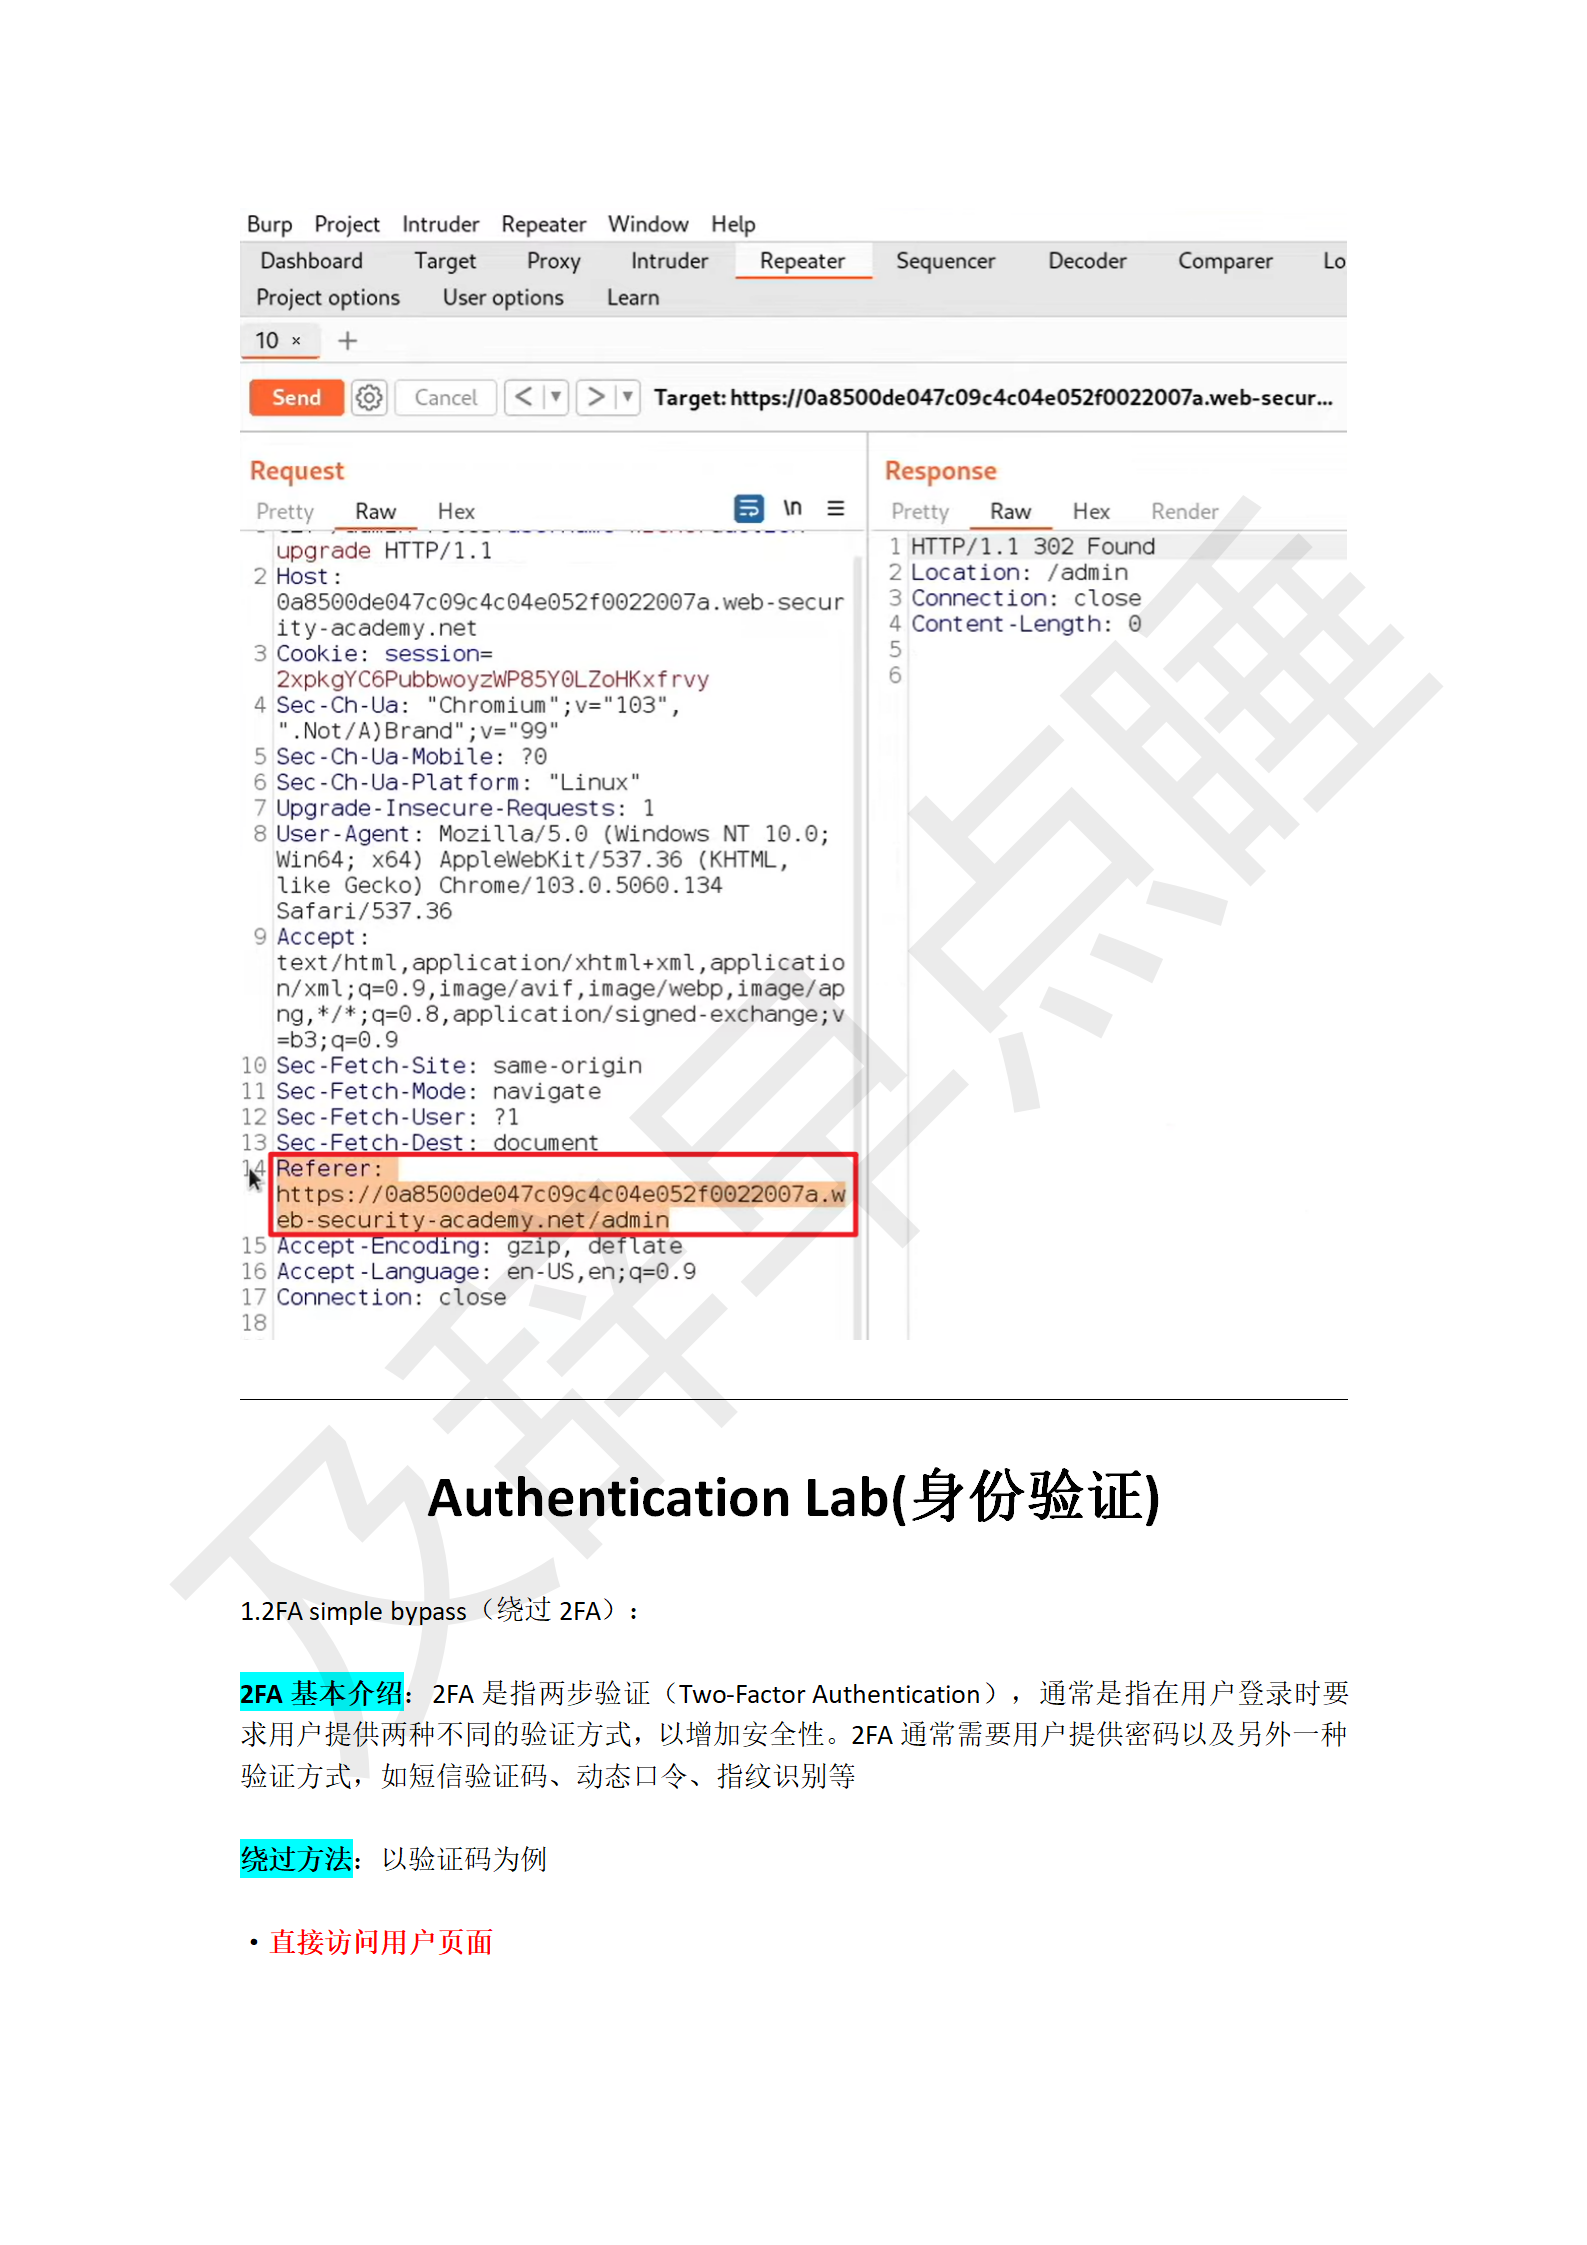 Burp Project Intruder Repeater Window Help
Dashboard Target Proxy Intruder Repeater Sequencer Decoder Comparer Lo
Project options User options Learn
10 × +
Send Cancel < ▼ > ▼ Target: https://0a8500de047c09c4c04e052f0022007a.web-secur...
Request
Pretty Raw Hex \n ≡
upgrade HTTP/1.1
2 Host:
0a8500de047c09c4c04e052f0022007a.web-secur
ity-academy.net
3 Cookie: session=
2xpkgYC6PubbwoyzWP85Y0LZoHKxfrvy
4 Sec-Ch-Ua: "Chromium";v="103",
".Not/A)Brand";v="99"
5 Sec-Ch-Ua-Mobile: ?0
6 Sec-Ch-Ua-Platform: "Linux"
7 Upgrade-Insecure-Requests: 1
8 User-Agent: Mozilla/5.0 (Windows NT 10.0;
Win64; x64) AppleWebKit/537.36 (KHTML,
like Gecko) Chrome/103.0.5060.134
Safari/537.36
9 Accept:
text/html,application/xhtml+xml,applicatio
n/xml;q=0.9,image/avif,image/webp,image/ap
ng,*/*;q=0.8,application/signed-exchange;v
=b3;q=0.9
10 Sec-Fetch-Site: same-origin
11 Sec-Fetch-Mode: navigate
12 Sec-Fetch-User: ?1
13 Sec-Fetch-Dest: document
14 Referer:
https://0a8500de047c09c4c04e052f0022007a.w
eb-security-academy.net/admin
15 Accept-Encoding: gzip, deflate
16 Accept-Language: en-US,en;q=0.9
17 Connection: close
18
Response
Pretty Raw Hex Render
1 HTTP/1.1 302 Found
2 Location: /admin
3 Connection: close
4 Content-Length: 0
5
6
及辞早点睡
Authentication Lab(身份验证)
1.2FA simple bypass（绕过 2FA）：
2FA 基本介绍：2FA 是指两步验证（Two-Factor Authentication），通常是指在用户登录时要
求用户提供两种不同的验证方式，以增加安全性。2FA 通常需要用户提供密码以及另外一种
验证方式，如短信验证码、动态口令、指纹识别等
绕过方法：以验证码为例
• 直接访问用户页面